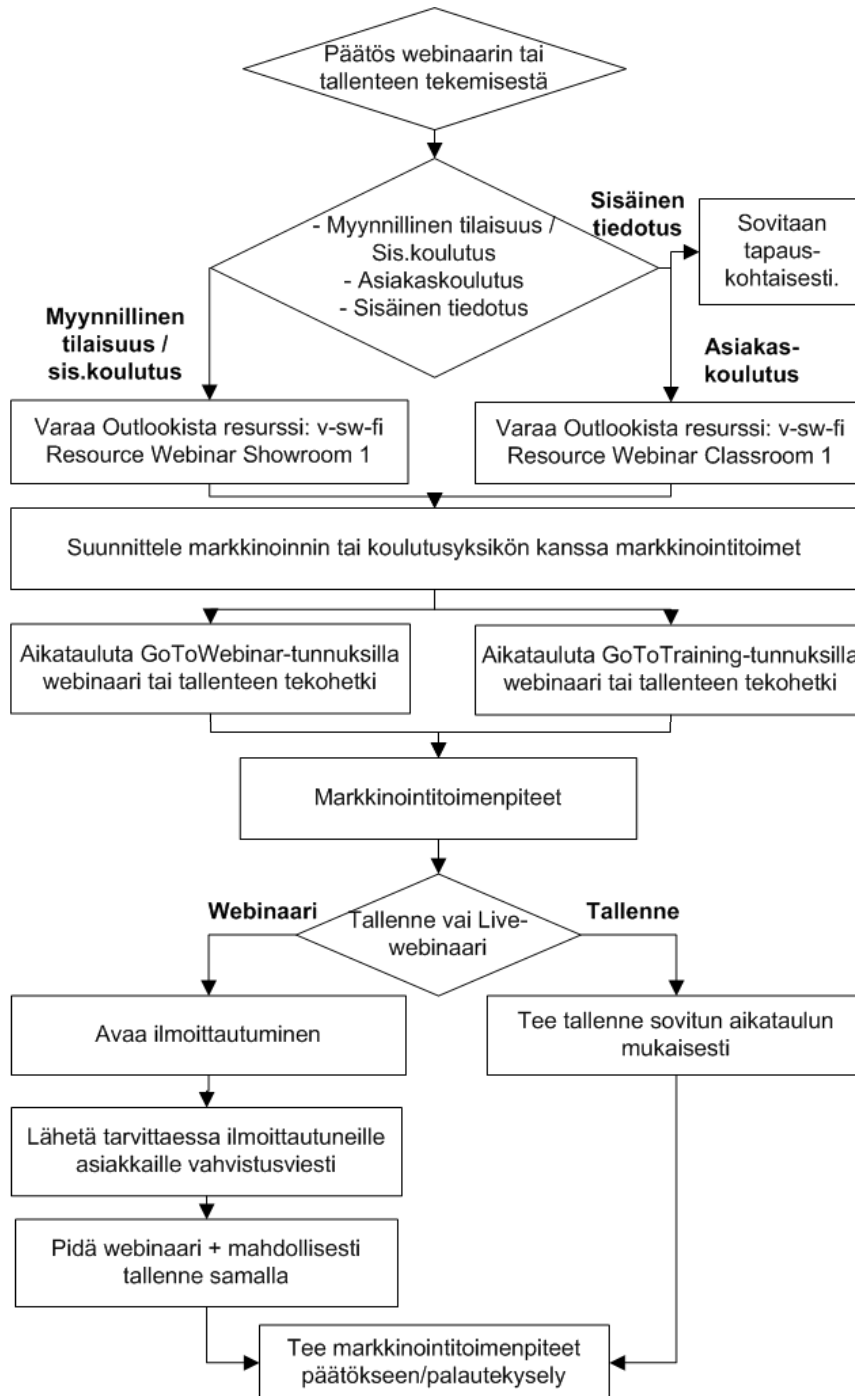 Päätös webinaarin tai
tallenteen tekemisestä
Sisäinen
tiedotus
- Myynnillinen tilaisuus /
Sis.koulutus
- Asiakaskoulutus
- Sisäinen tiedotus
Sovitaan
tapaus-
kohtaisesti.
Myynnillinen
tilaisuus /
sis.koulutus
Asiakas-
koulutus
Varaa Outlookista resurssi: v-sw-fi
Resource Webinar Showroom 1
Varaa Outlookista resurssi: v-sw-fi
Resource Webinar Classroom 1
Suunnittele markkinoinnin tai koulutusyksikön kanssa markkinointitoimet
Aikatauluta GoToWebinar-tunnuksilla
webinaari tai tallenteen tekohetki
Aikatauluta GoToTraining-tunnuksilla
webinaari tai tallenteen tekohetki
Markkinointitoimenpiteet
Webinaari
Tallenne vai Live-
webinaari
Tallenne
Avaa ilmoittautuminen
Tee tallenne sovitun aikataulun
mukaisesti
Lähetä tarvittaessa ilmoittautuneille
asiakkaille vahvistusviesti
Pidä webinaari + mahdollisesti
tallenne samalla
Tee markkinointitoimenpiteet
päätökseen/palautekysely